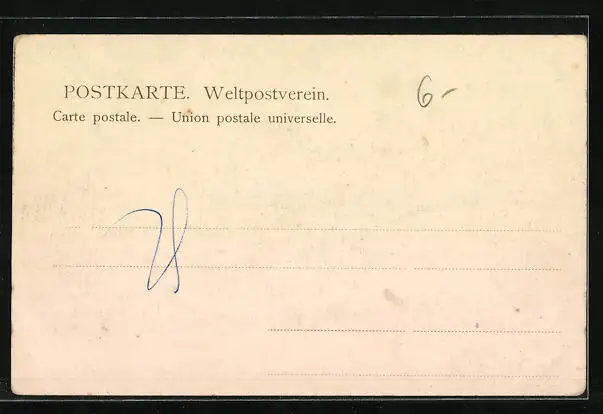 POSTKARTE. Weltpostverein.
6-
Carte postale. — Union postale universelle.